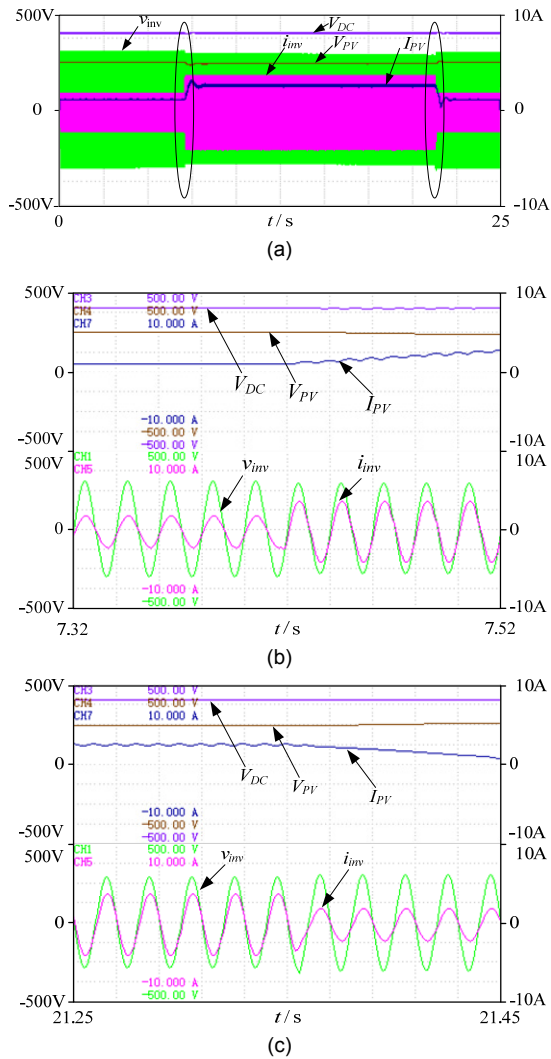 500V 10A
v_inv V_DC
i_inv V_PV I_PV
0 0
-500V -10A
0 t / s 25
(a)
500V CH3 500.00 V 10A
CH4 500.00 V
CH7 10.000 A
0 V_DC V_PV I_PV 0
-10.000 A
-500.00 V
-500V -500.00 V -10A
500V CH1 500.00 V 10A
CH5 10.000 A
v_inv i_inv
0 0
-10.000 A
-500V -500.00 V -10A
7.32 t / s 7.52
(b)
500V CH3 500.00 V 10A
CH4 500.00 V
CH7 10.000 A
0 V_DC V_PV I_PV 0
-10.000 A
-500.00 V
-500V -500.00 V -10A
500V CH1 500.00 V 10A
CH5 10.000 A
v_inv i_inv
0 0
-10.000 A
-500V -500.00 V -10A
21.25 t / s 21.45
(c)